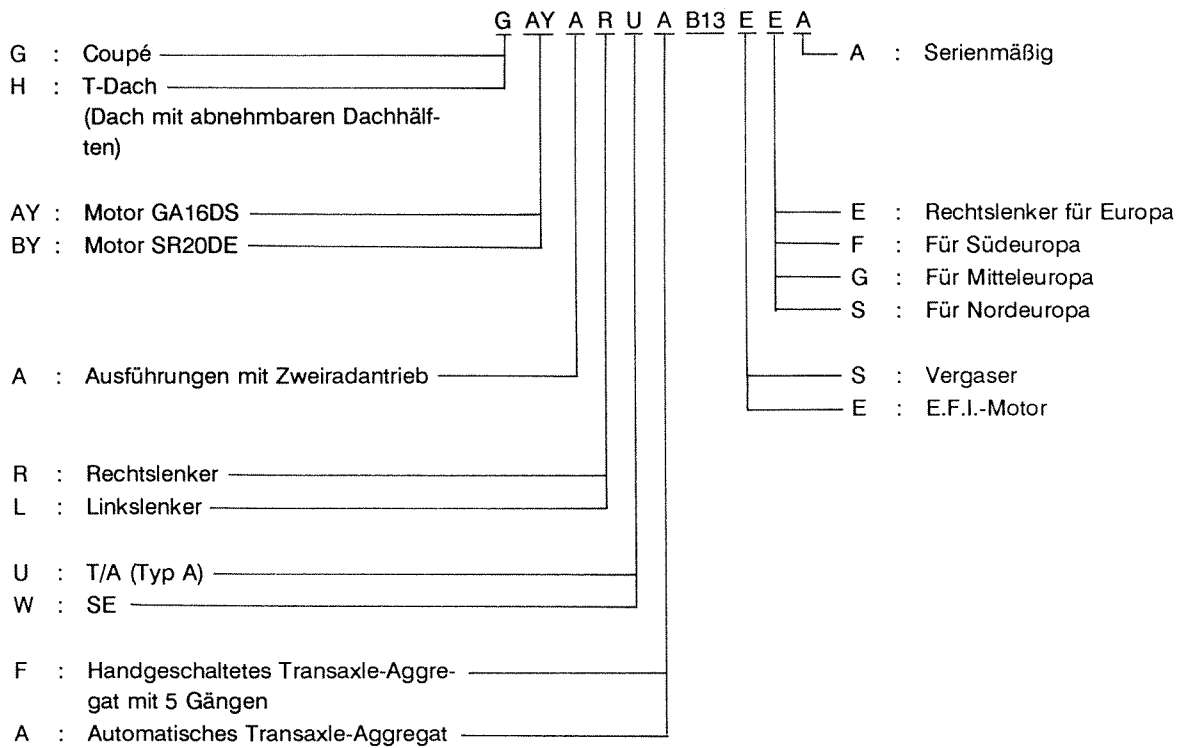 G AY A R U A B13 E E A
G : Coupé
H : T-Dach
(Dach mit abnehmbaren Dachhälf-
ten)
AY : Motor GA16DS
BY : Motor SR20DE
A : Ausführungen mit Zweiradantrieb
R : Rechtslenker
L : Linkslenker
U : T/A (Typ A)
W : SE
F : Handgeschaltetes Transaxle-Aggre-
gat mit 5 Gängen
A : Automatisches Transaxle-Aggregat
A : Serienmäßig
E : Rechtslenker für Europa
F : Für Südeuropa
G : Für Mitteleuropa
S : Für Nordeuropa
S : Vergaser
E : E.F.I.-Motor